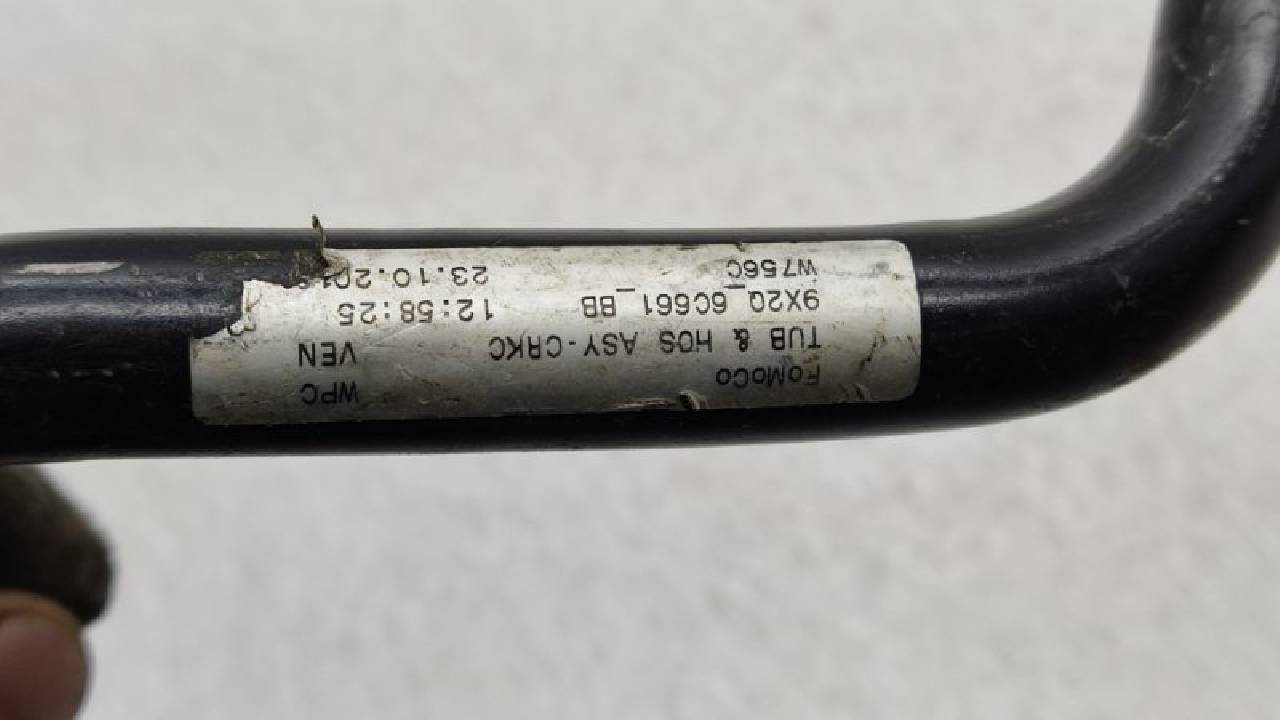 FoMoCo WPC
TUB & HOS ASY-CRKC VEN
9X2Q_6C661_BB 12:58:25
W756C 23.10.201